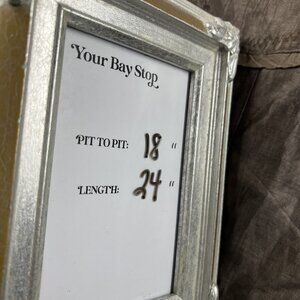 Your Bay Stop
PIT TO PIT: 18 "
LENGTH: 24 "